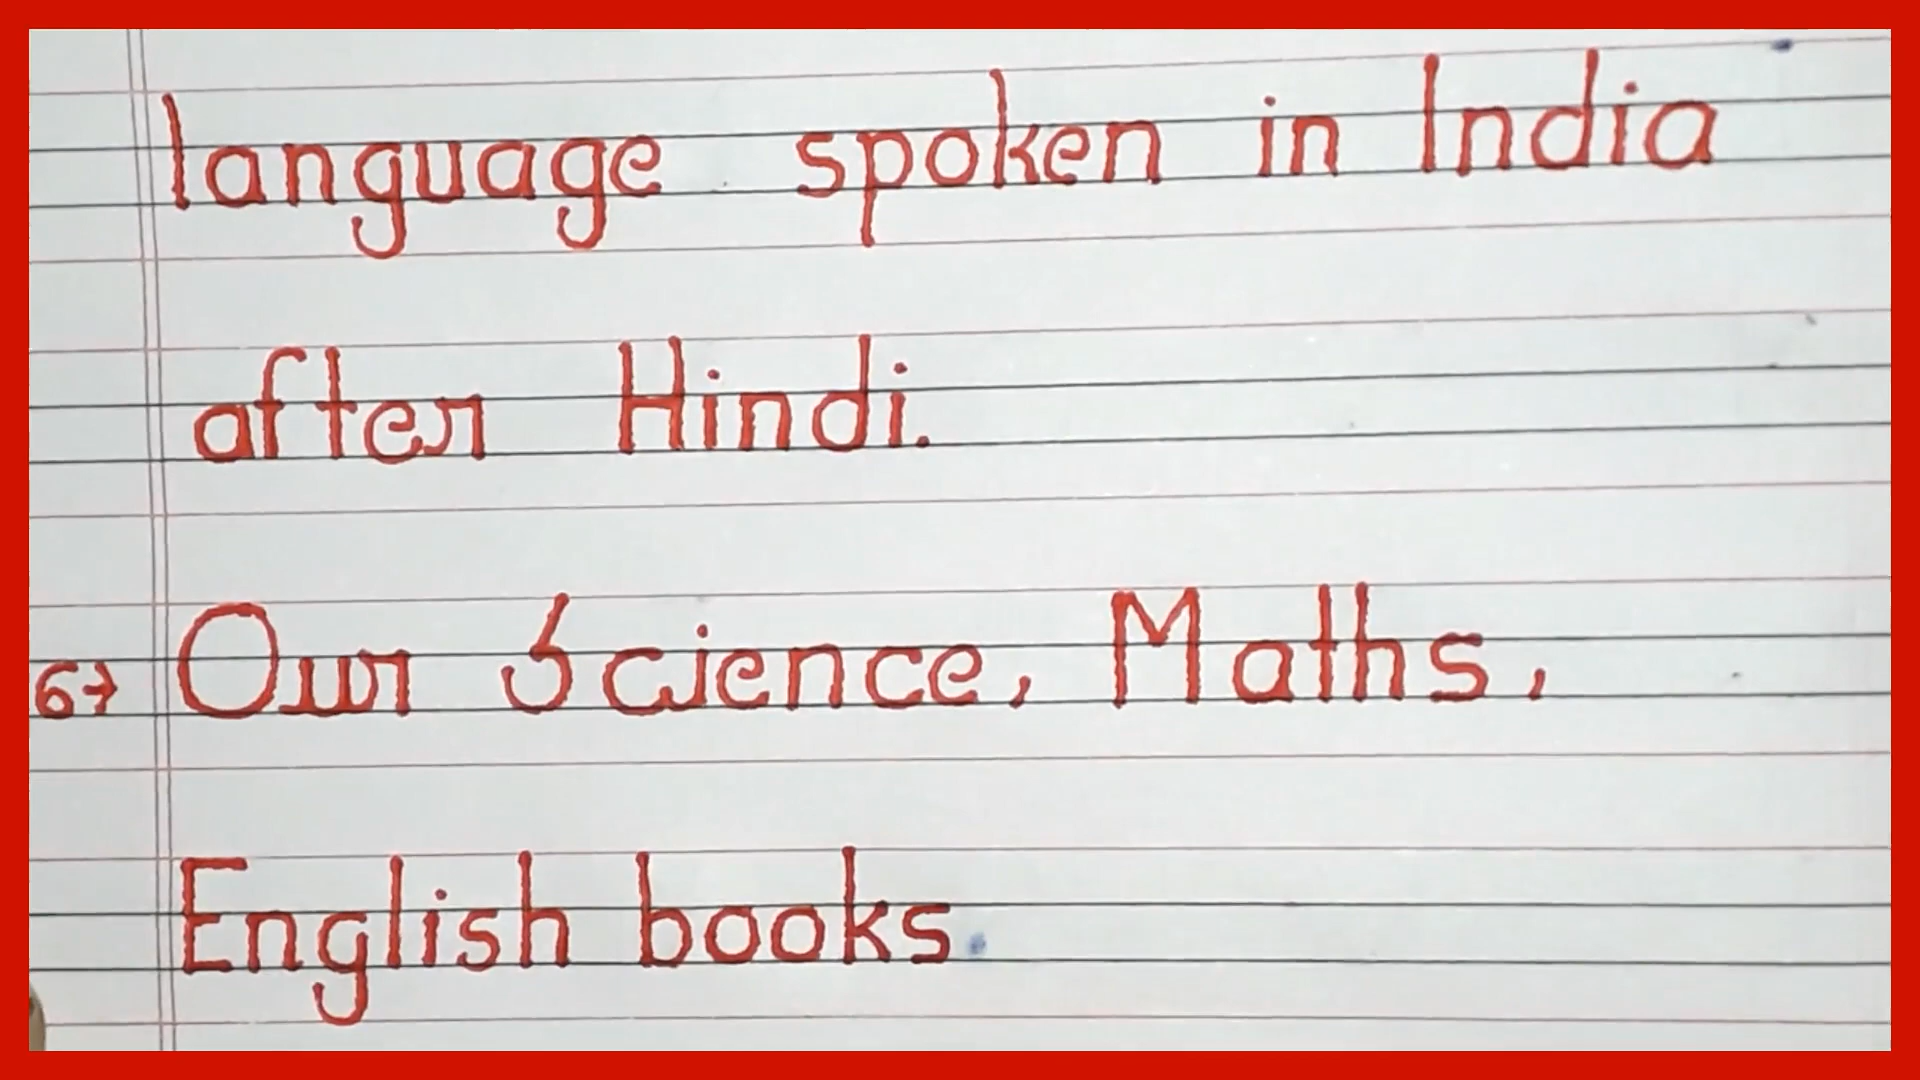 language spoken in India
after Hindi.
6→ Our Science, Maths,
English books